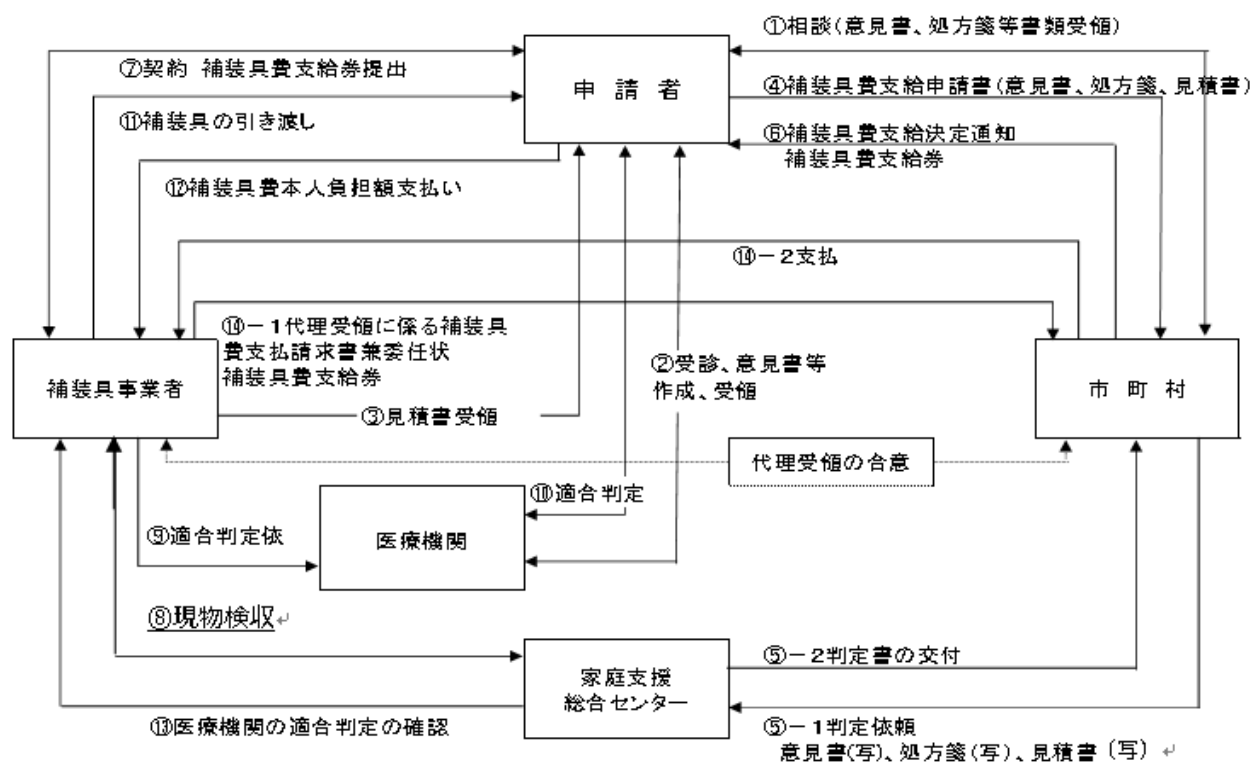 ①相談(意見書、処方箋等書類受領)
⑦契約 補装具費支給券提出
申 請 者
④補装具費支給申請書(意見書、処方箋、見積書)
⑪補装具の引き渡し
⑥補装具費支給決定通知
補装具費支給券
⑫補装具費本人負担額支払い
⑭－2支払
⑭－1代理受領に係る補装具
費支払請求書兼委任状
補装具費支給券
②受診、意見書等
作成、受領
補装具事業者
市 町 村
③見積書受領
代理受領の合意
⑩適合判定
⑨適合判定依
医療機関
⑧現物検収
⑤－2判定書の交付
家庭支援
総合センター
⑬医療機関の適合判定の確認
⑤－1判定依頼
意見書(写)、処方箋(写)、見積書(写)